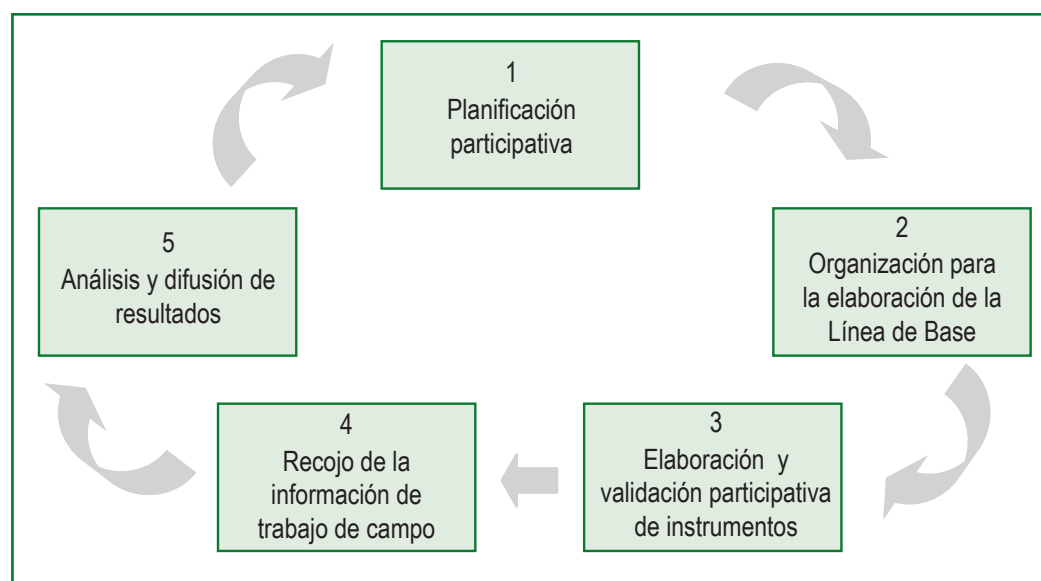 1
Planificación
participativa
2
Organización para
la elaboración de la
Línea de Base
3
Elaboración y
validación participativa
de instrumentos
4
Recojo de la
información de
trabajo de campo
5
Análisis y difusión de
resultados